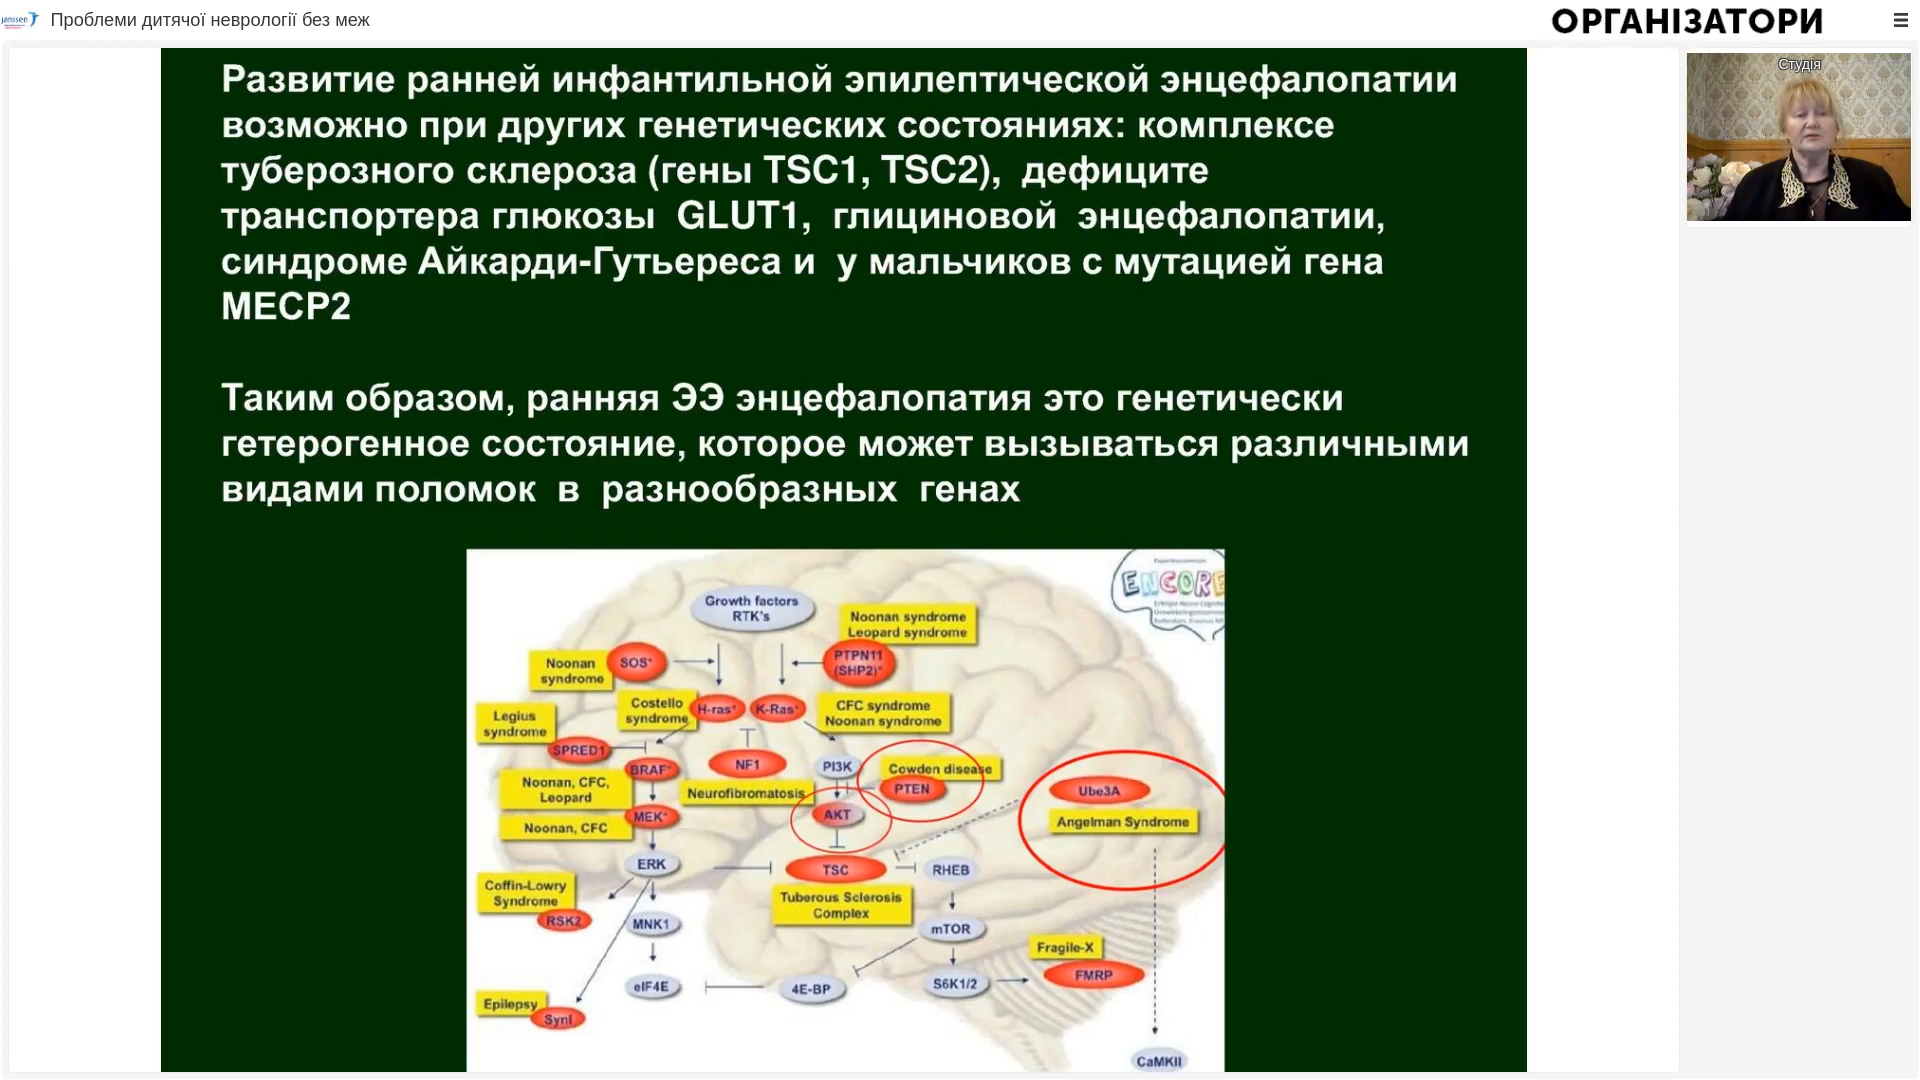 janssen
Проблеми дитячої неврології без меж
ОРГАНІЗАТОРИ
Студія
Развитие ранней инфантильной эпилептической энцефалопатии
возможно при других генетических состояниях: комплексе
туберозного склероза (гены TSC1, TSC2), дефиците
транспортера глюкозы GLUT1, глициновой энцефалопатии,
синдроме Айкарди-Гутьереса и у мальчиков с мутацией гена
MECP2
Таким образом, ранняя ЭЭ энцефалопатия это генетически
гетерогенное состояние, которое может вызываться различными
видами поломок в разнообразных генах
ENCORE
Growth factors
RTK's
Noonan syndrome
Leopard syndrome
Noonan
syndrome
SOS*
PTPN11
(SHP2)*
Costello
syndrome
H-ras*
K-Ras*
CFC syndrome
Noonan syndrome
Legius
syndrome
SPRED1
BRAF*
NF1
PI3K
Cowden disease
PTEN
Noonan, CFC,
Leopard
Neurofibromatosis
Ube3A
Angelman Syndrome
MEK*
AKT
Noonan, CFC
ERK
TSC
RHEB
Coffin-Lowry
Syndrome
RSK2
Tuberous Sclerosis
Complex
MNK1
mTOR
Fragile-X
FMRP
eIF4E
4E-BP
S6K1/2
Epilepsy
SynI
CaMKII